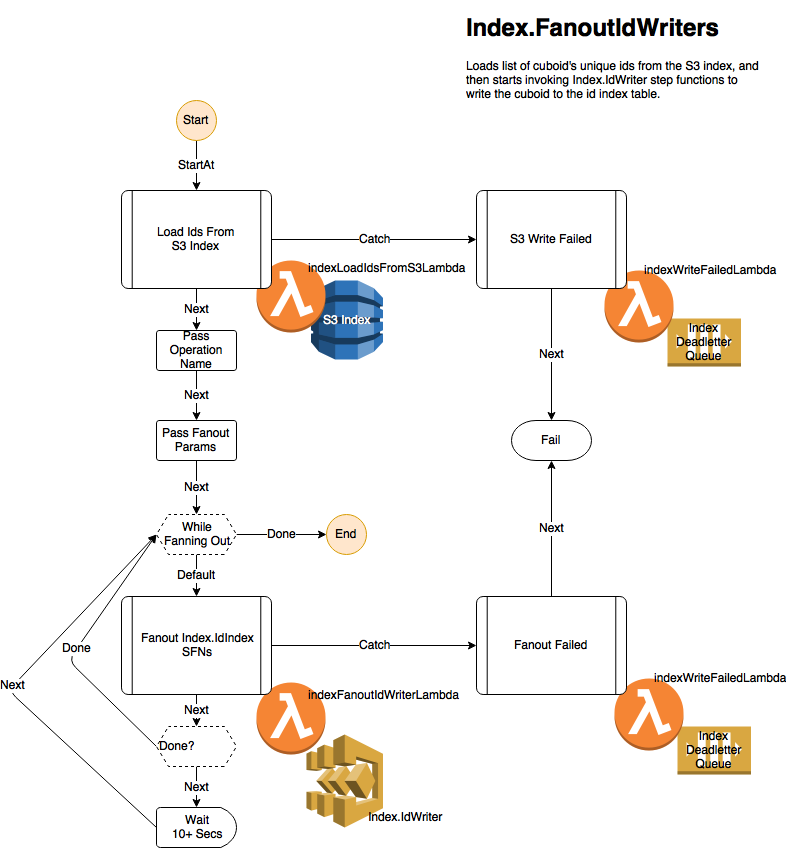 Index.FanoutIdWriters
Loads list of cuboid's unique ids from the S3 index, and
then starts invoking Index.IdWriter step functions to
write the cuboid to the id index table.
Start
StartAt
Load Ids From
S3 Index
Catch
S3 Write Failed
indexLoadIdsFromS3Lambda
indexWriteFailedLambda
S3 Index
Index
Deadletter
Queue
Next
Pass
Operation
Name
Next
Next
Pass Fanout
Params
Fail
Next
While
Fanning Out
Done
End
Next
Default
Fanout Index.IdIndex
SFNs
Catch
Fanout Failed
Done
Next
indexFanoutIdWriterLambda
indexWriteFailedLambda
Next
Index
Deadletter
Queue
Done?
Next
Index.IdWriter
Wait
10+ Secs